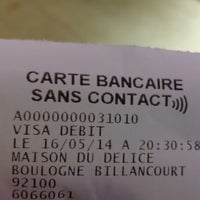 CARTE BANCAIRE
SANS CONTACT
A0000000031010
VISA DEBIT
LE 16/05/14 A 20:30:58
MAISON DU DELICE
BOULOGNE BILLANCOURT
92100
6066061